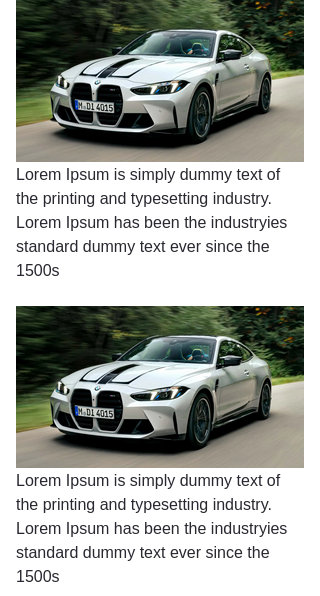 M DI 4015
Lorem Ipsum is simply dummy text of
the printing and typesetting industry.
Lorem Ipsum has been the industryies
standard dummy text ever since the
1500s
M DI 4015
Lorem Ipsum is simply dummy text of
the printing and typesetting industry.
Lorem Ipsum has been the industryies
standard dummy text ever since the
1500s